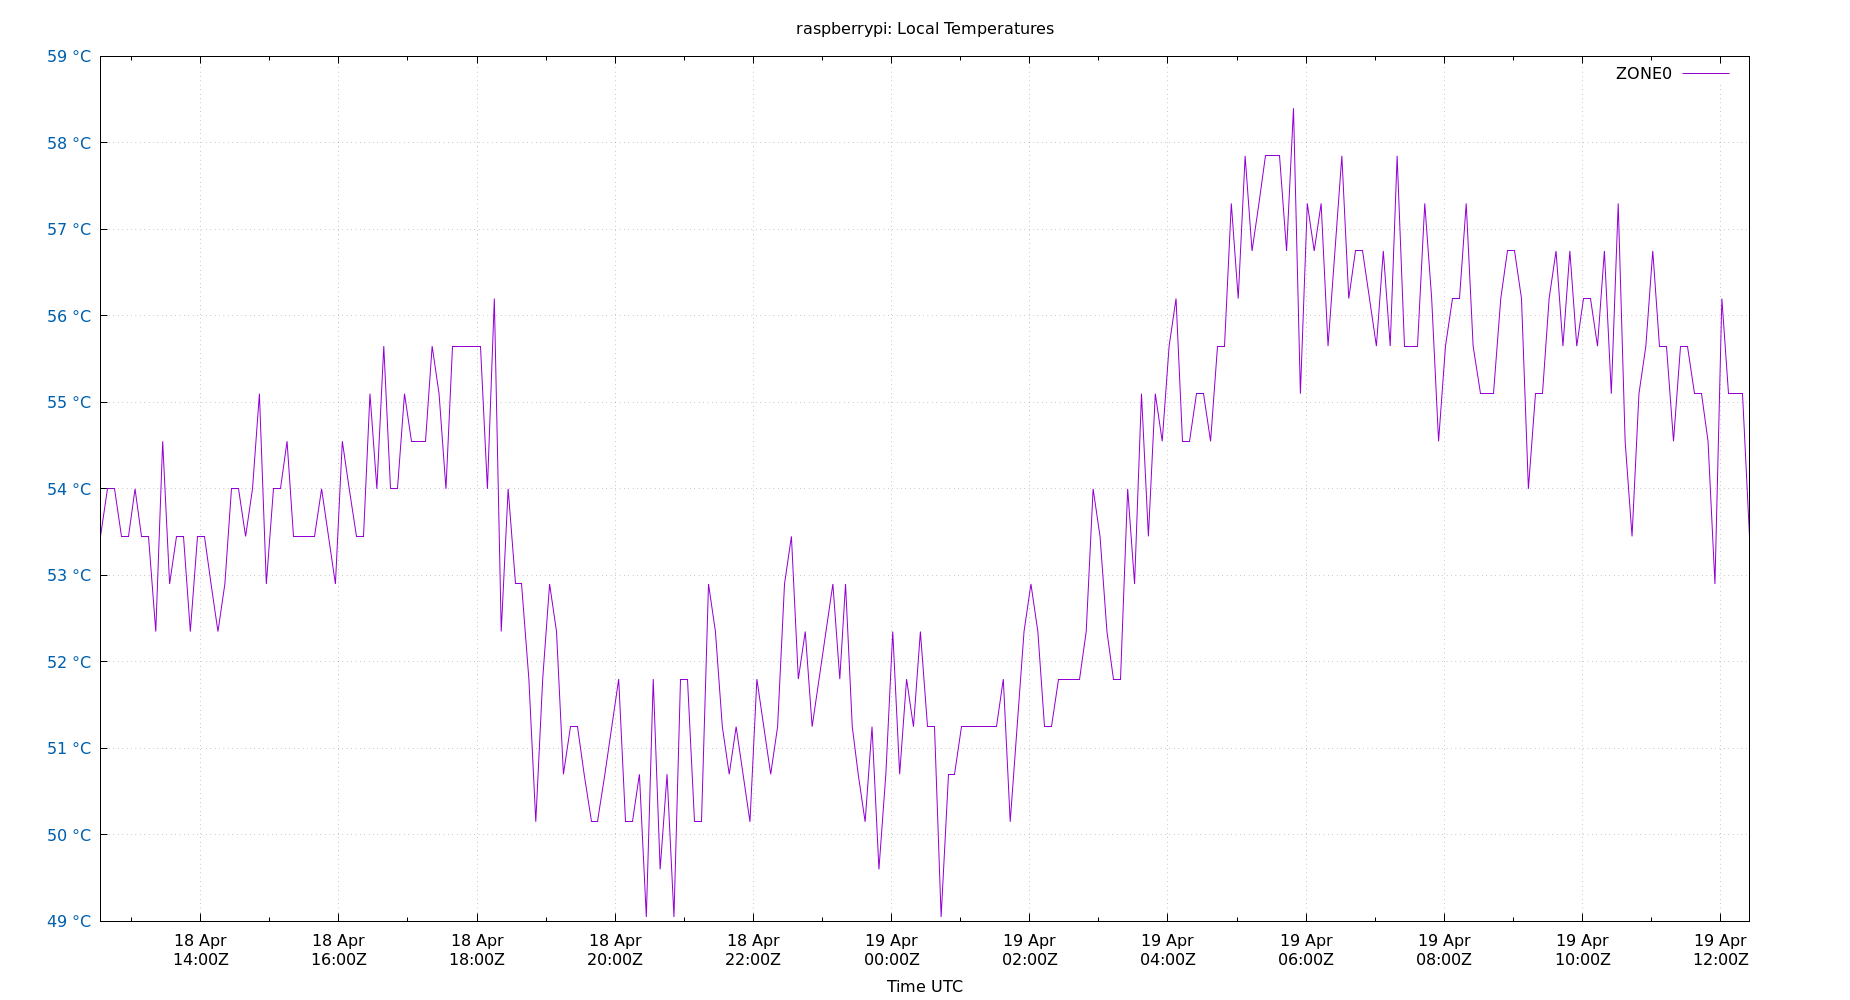 raspberrypi: Local Temperatures
59 °C
58 °C
57 °C
56 °C
55 °C
54 °C
53 °C
52 °C
51 °C
50 °C
49 °C
ZONE0
18 Apr 18 Apr 18 Apr 18 Apr 18 Apr 19 Apr 19 Apr 19 Apr 19 Apr 19 Apr 19 Apr 19 Apr
14:00Z 16:00Z 18:00Z 20:00Z 22:00Z 00:00Z 02:00Z 04:00Z 06:00Z 08:00Z 10:00Z 12:00Z
Time UTC